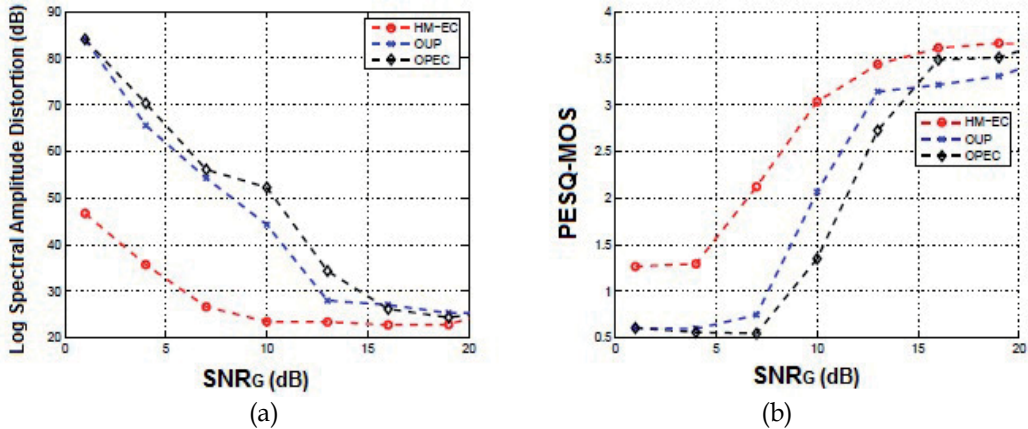 Log Spectral Amplitude Distortion (dB)
90
80
70
60
50
40
30
20
0
5
10
15
20
HM-EC
OUP
OPEC
SNRG (dB)
(a)
PESQ-MOS
4
3.5
3
2.5
2
1.5
1
0.5
0
5
10
15
20
HM-EC
OUP
OPEC
SNRG (dB)
(b)